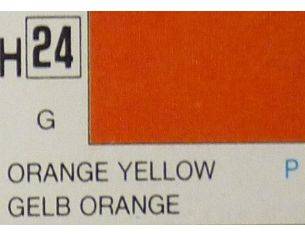 H 24
G
ORANGE YELLOW P
GELB ORANGE